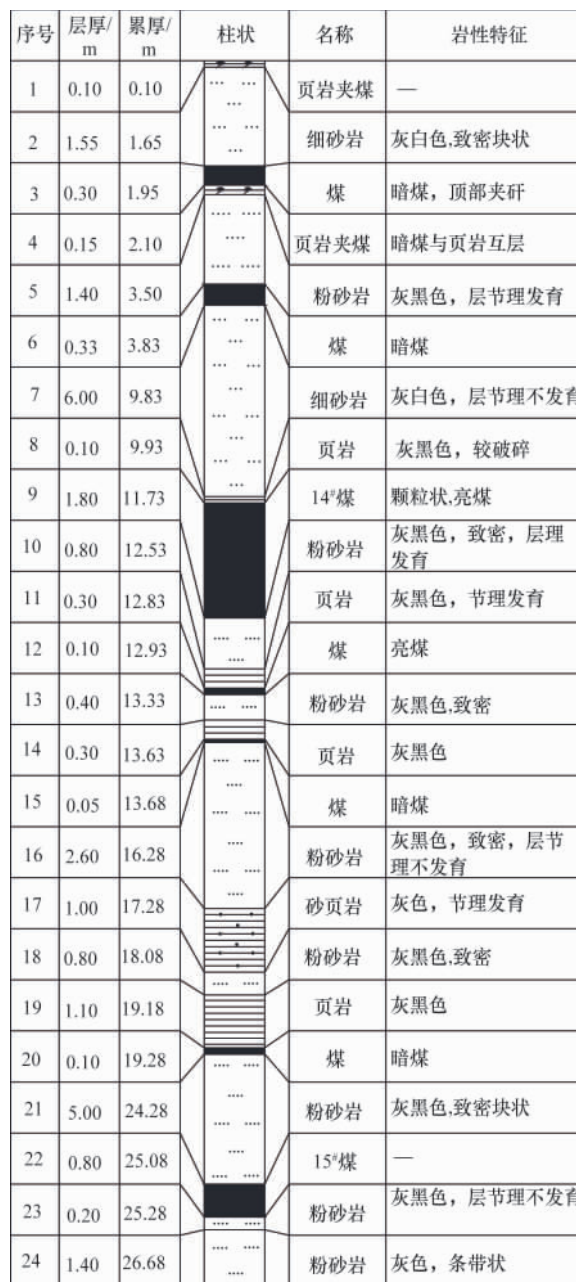 序号 层厚/m 累厚/m 柱状 名称 岩性特征
1 0.10 0.10 页岩夹煤 —
2 1.55 1.65 细砂岩 灰白色,致密块状
3 0.30 1.95 煤 暗煤，顶部夹矸
4 0.15 2.10 页岩夹煤 暗煤与页岩互层
5 1.40 3.50 粉砂岩 灰黑色，层节理发育
6 0.33 3.83 煤 暗煤
7 6.00 9.83 细砂岩 灰白色，层节理不发育
8 0.10 9.93 页岩 灰黑色，较破碎
9 1.80 11.73 14#煤 颗粒状,亮煤
10 0.80 12.53 粉砂岩 灰黑色，致密，层理
发育
11 0.30 12.83 页岩 灰黑色，节理发育
12 0.10 12.93 煤 亮煤
13 0.40 13.33 粉砂岩 灰黑色,致密
14 0.30 13.63 页岩 灰黑色
15 0.05 13.68 煤 暗煤
16 2.60 16.28 粉砂岩 灰黑色，致密，层节
理不发育
17 1.00 17.28 砂页岩 灰色，节理发育
18 0.80 18.08 粉砂岩 灰黑色,致密
19 1.10 19.18 页岩 灰黑色
20 0.10 19.28 煤 暗煤
21 5.00 24.28 粉砂岩 灰黑色,致密块状
22 0.80 25.08 15#煤 —
23 0.20 25.28 粉砂岩 灰黑色，层节理不发育
24 1.40 26.68 粉砂岩 灰色，条带状